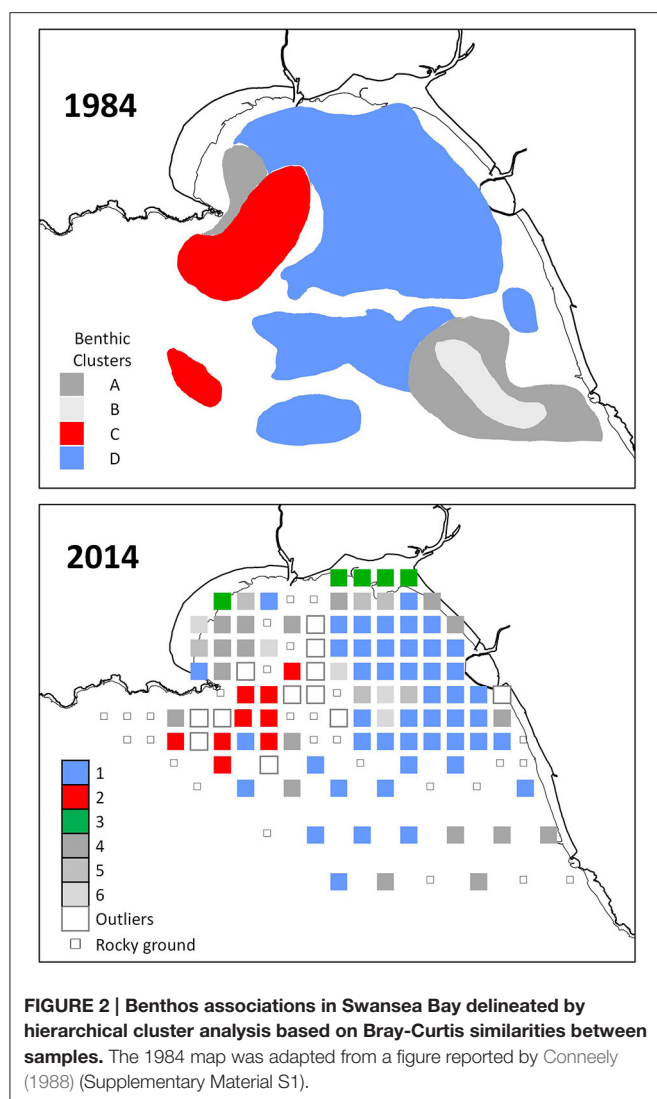 1984
Benthic
Clusters
A
B
C
D
2014
1
2
3
4
5
6
Outliers
Rocky ground
FIGURE 2 | Benthos associations in Swansea Bay delineated by
hierarchical cluster analysis based on Bray-Curtis similarities between
samples. The 1984 map was adapted from a figure reported by Conneely
(1988) (Supplementary Material S1).